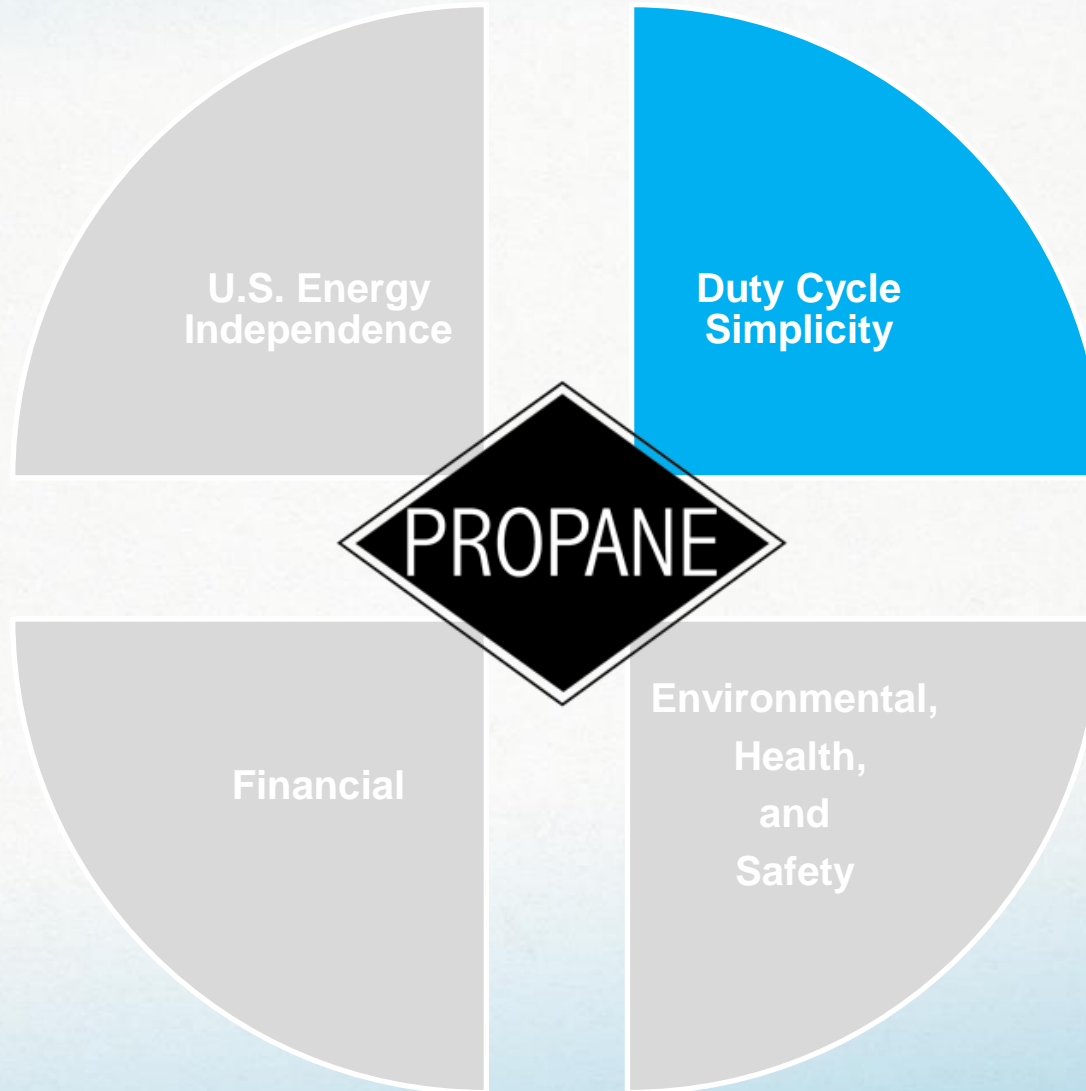 U.S. Energy
Independence
Duty Cycle
Simplicity
PROPANE
Financial
Environmental,
Health,
and
Safety